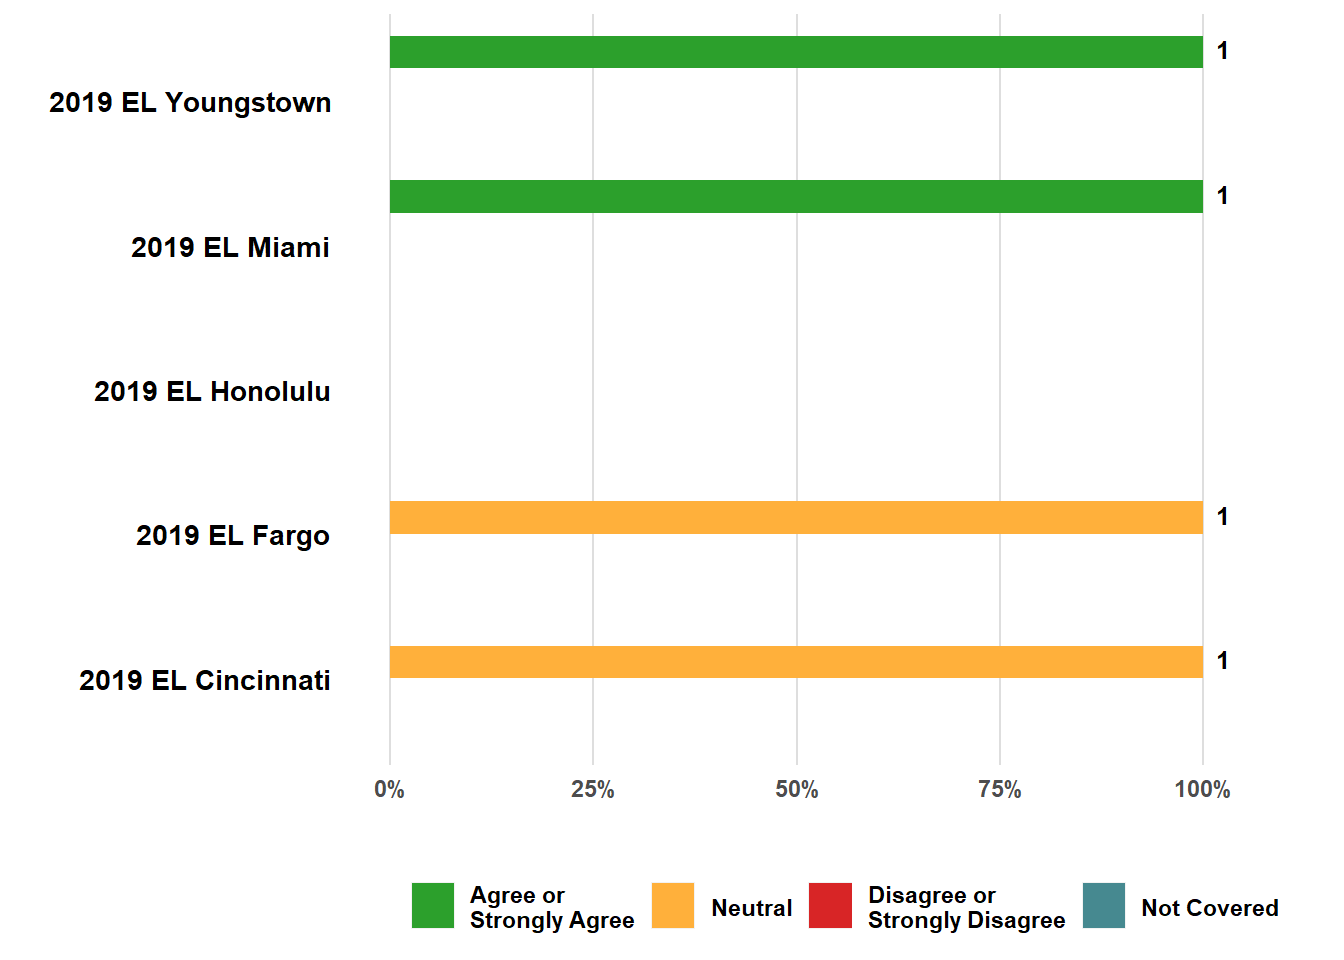 1
2019 EL Youngstown
1
2019 EL Miami
2019 EL Honolulu
1
2019 EL Fargo
1
2019 EL Cincinnati
0% 25% 50% 75% 100%
Agree or
Strongly Agree
Neutral
Disagree or
Strongly Disagree
Not Covered